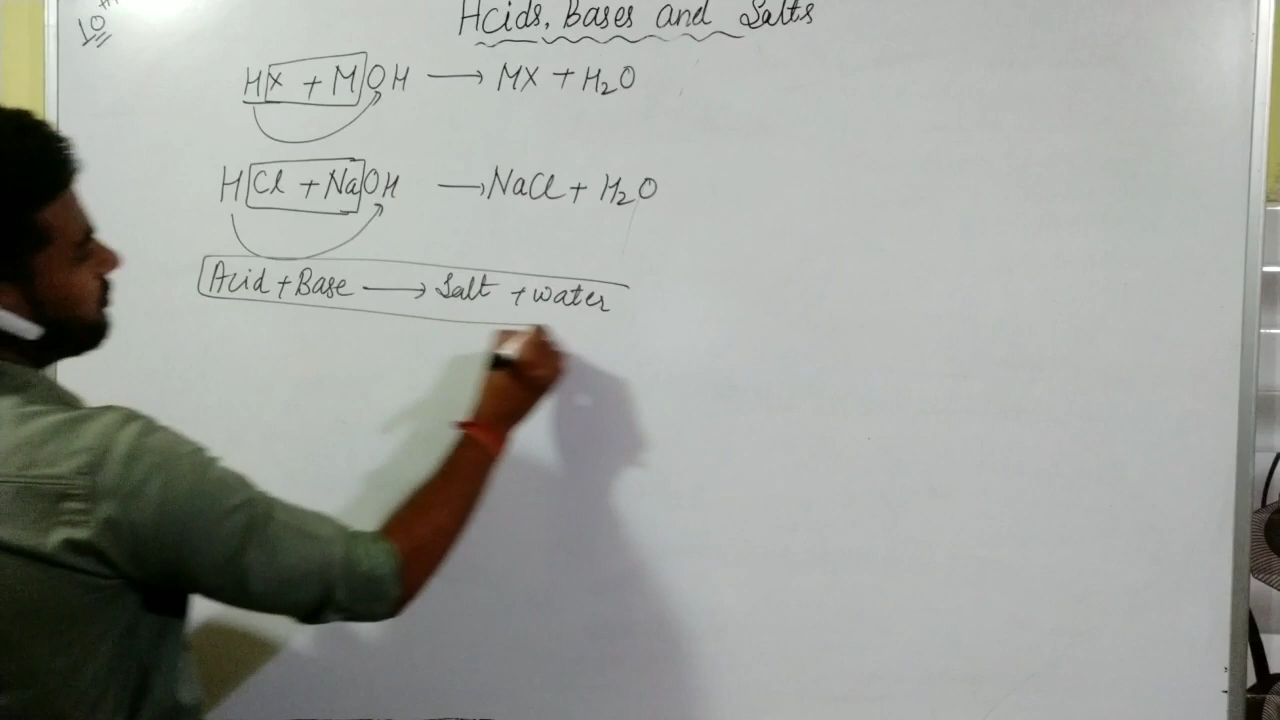 10th
Acids, Bases and Salts
HX + MOH → MX + H₂O
HCl + NaOH → NaCl + H₂O
Acid + Base → Salt + water